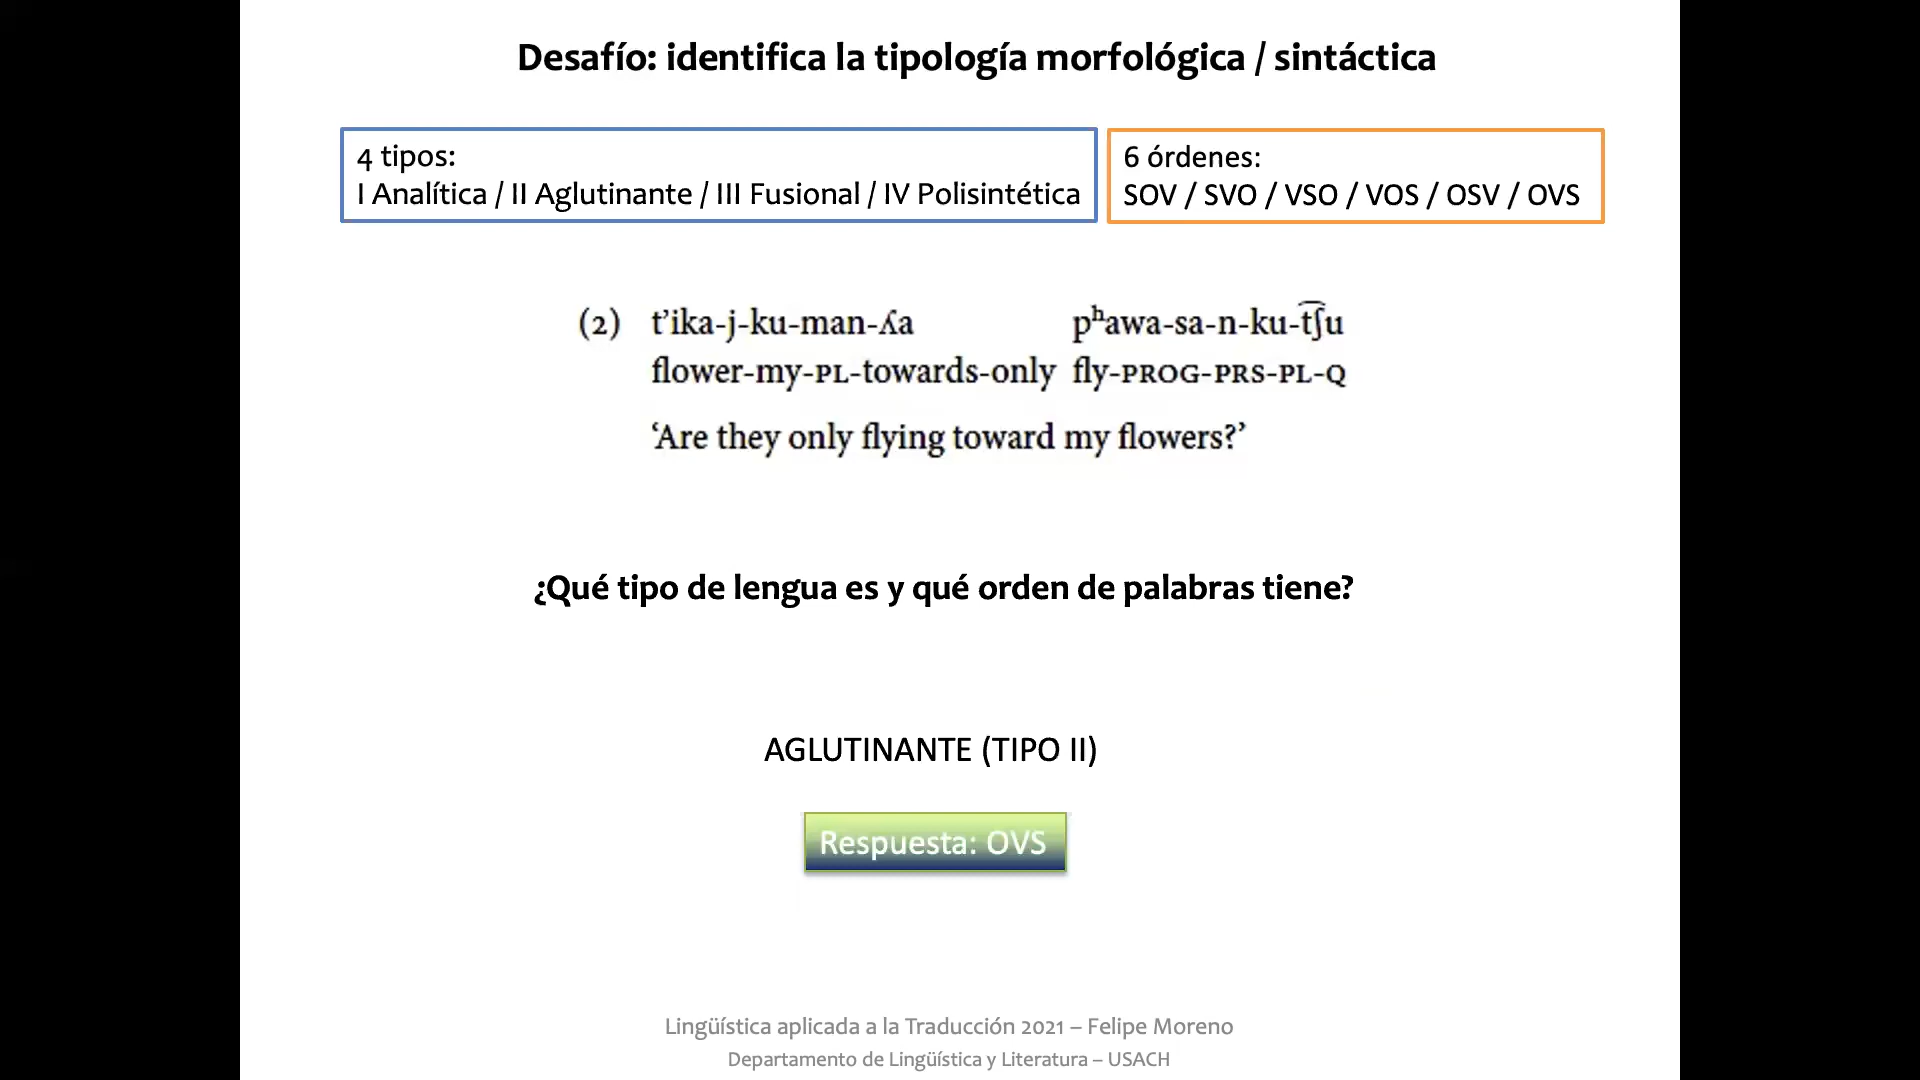 Desafío: identifica la tipología morfológica / sintáctica
4 tipos:
I Analítica / II Aglutinante / III Fusional / IV Polisintética
6 órdenes:
SOV / SVO / VSO / VOS / OSV / OVS
(2) t’ika-j-ku-man-ʎa pʰawa-sa-n-ku-t͡ʃu
flower-my-PL-towards-only fly-PROG-PRS-PL-Q
‘Are they only flying toward my flowers?’
¿Qué tipo de lengua es y qué orden de palabras tiene?
AGLUTINANTE (TIPO II)
Respuesta: OVS
Lingüística aplicada a la Traducción 2021 – Felipe Moreno
Departamento de Lingüística y Literatura – USACH